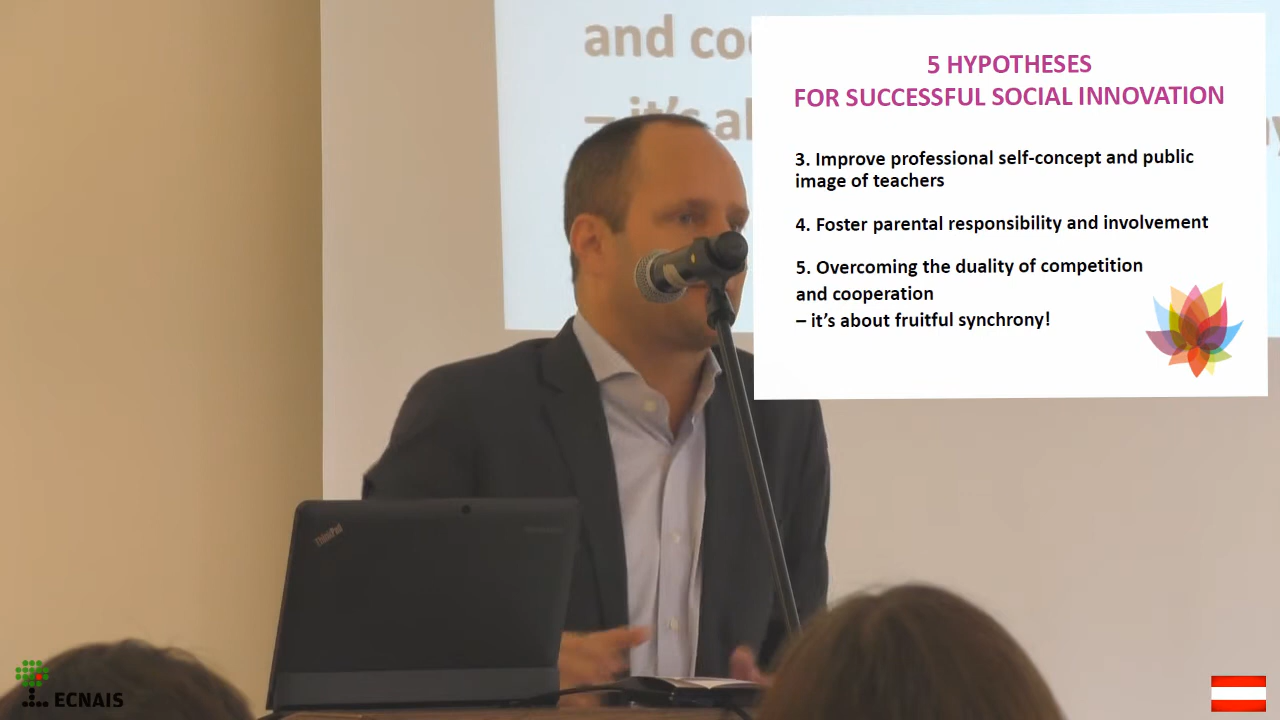 and
– it's
5 HYPOTHESES
FOR SUCCESSFUL SOCIAL INNOVATION
3. Improve professional self-concept and public
image of teachers
4. Foster parental responsibility and involvement
5. Overcoming the duality of competition
and cooperation
– it's about fruitful synchrony!
ThinkPad
ECNAIS